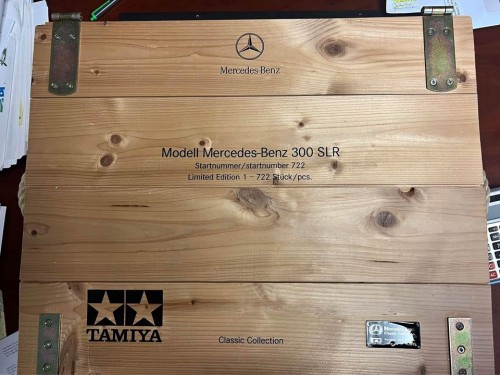 Mercedes-Benz
Modell Mercedes-Benz 300 SLR
Startnummer/startnumber 722
Limited Edition 1 – 722 Stück/pcs.
TAMIYA
Classic Collection